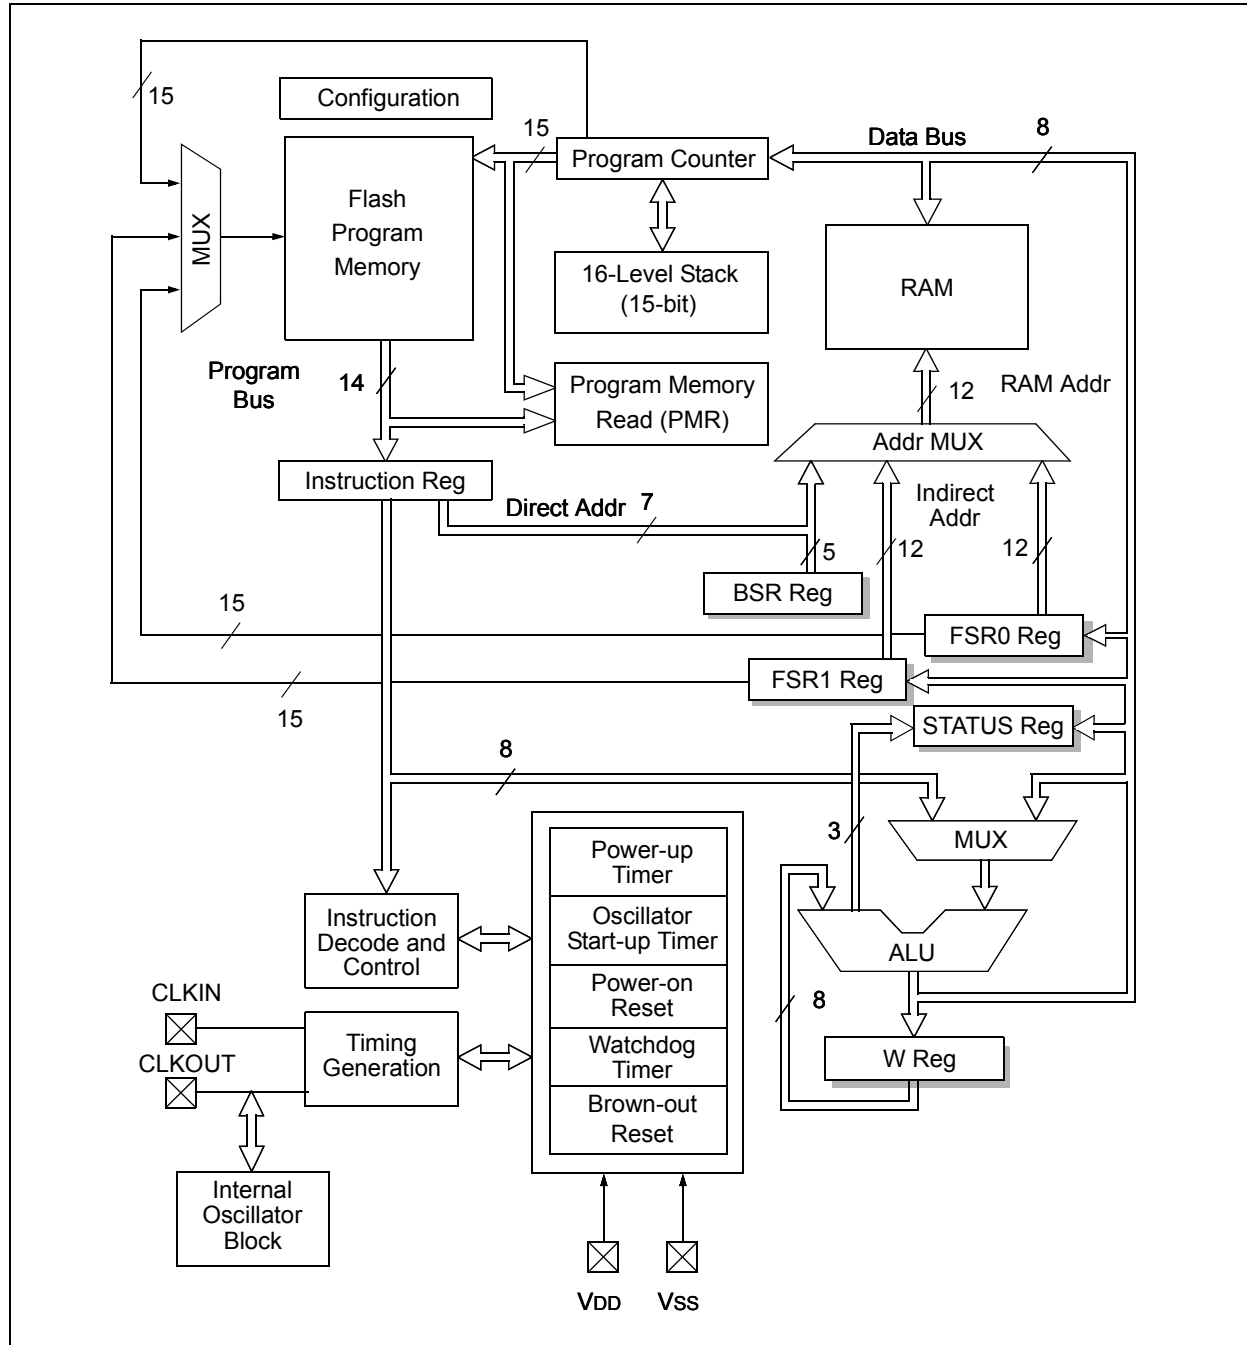 15
Configuration
15
Program Counter
Data Bus
8
Flash
Program
Memory
MUX
16-Level Stack
(15-bit)
RAM
Program
Bus
14
Program Memory
Read (PMR)
12
RAM Addr
Addr MUX
Instruction Reg
Direct Addr
7
Indirect
Addr
5
12
12
BSR Reg
15
FSR0 Reg
FSR1 Reg
15
STATUS Reg
8
3
MUX
Power-up
Timer
Instruction
Decode and
Control
Oscillator
Start-up Timer
ALU
Power-on
Reset
8
CLKIN
CLKOUT
Timing
Generation
Watchdog
Timer
W Reg
Brown-out
Reset
Internal
Oscillator
Block
VDD
VSS